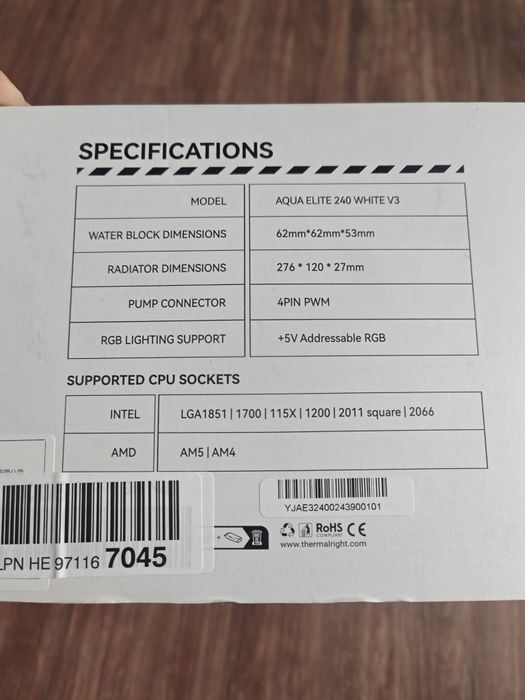 SPECIFICATIONS
MODEL AQUA ELITE 240 WHITE V3
WATER BLOCK DIMENSIONS 62mm*62mm*53mm
RADIATOR DIMENSIONS 276 * 120 * 27mm
PUMP CONNECTOR 4PIN PWM
RGB LIGHTING SUPPORT +5V Addressable RGB
SUPPORTED CPU SOCKETS
INTEL LGA1851 | 1700 | 115X | 1200 | 2011 square | 2066
AMD AM5 | AM4
YJAE32400243900101
RoHS CE
COMPLIANT
www.thermalright.com
LPN HE 97116 7045